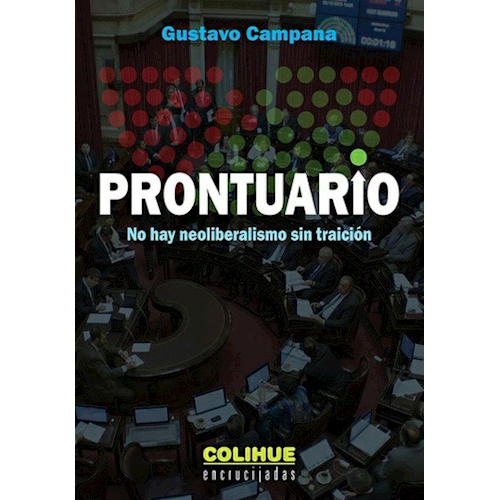 Gustavo Campana
PRONTUARIO
No hay neoliberalismo sin traición
COLIHUE
encrucijadas